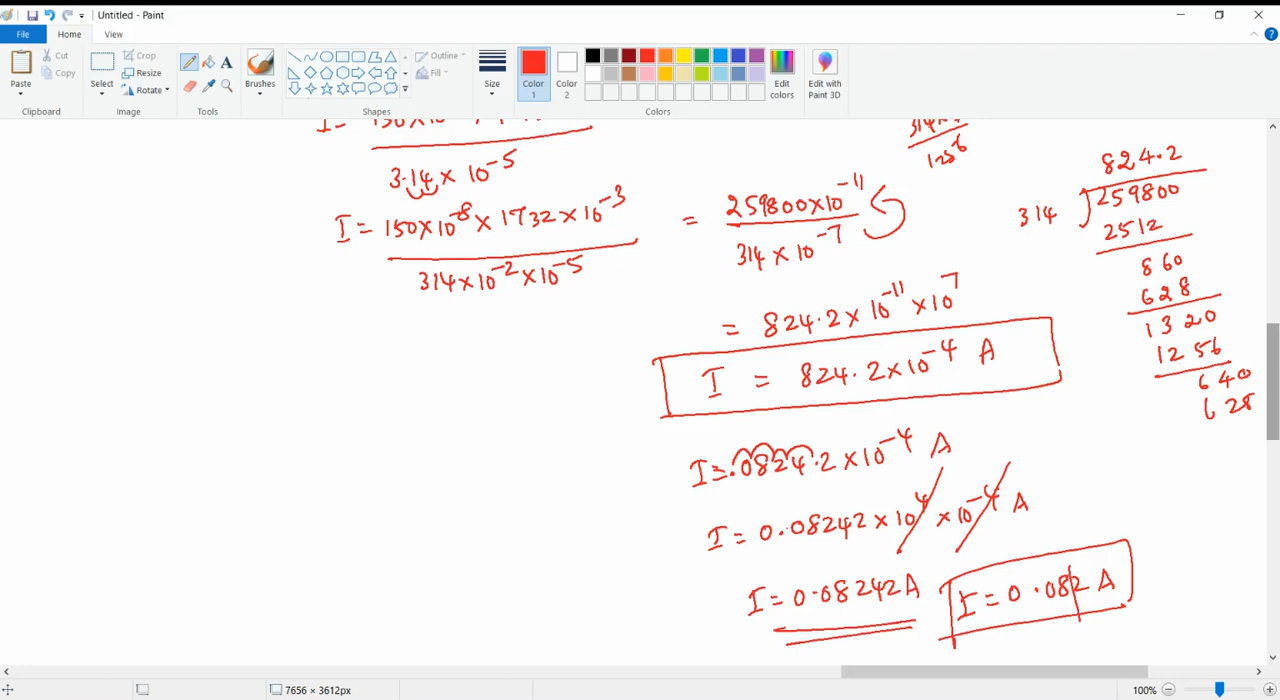 Untitled - Paint
File
Home
View
Paste
Cut
Copy
Clipboard
Select
Crop
Resize
Rotate
Image
Tools
Brushes
Shapes
Outline
Fill
Size
Color 1
Color 2
Edit colors
Colors
Edit with Paint 3D
I =
3.14 × 10⁻⁵
I = 150×10⁻⁸ × 1732 × 10⁻³
314×10⁻² × 10⁻⁵
= 259800×10⁻¹¹
314 × 10⁻⁷
= 824.2 × 10⁻¹¹ × 10⁷
I = 824.2 × 10⁻⁴ A
I = .0824.2 × 10⁻⁴ A
I = 0.08242 × 10⁴ × 10⁻⁴ A
I = 0.08242 A
I = 0.082 A
1256
824.2
314 259800
2512
860
628
1320
1256
640
628
7656 × 3612px
100%